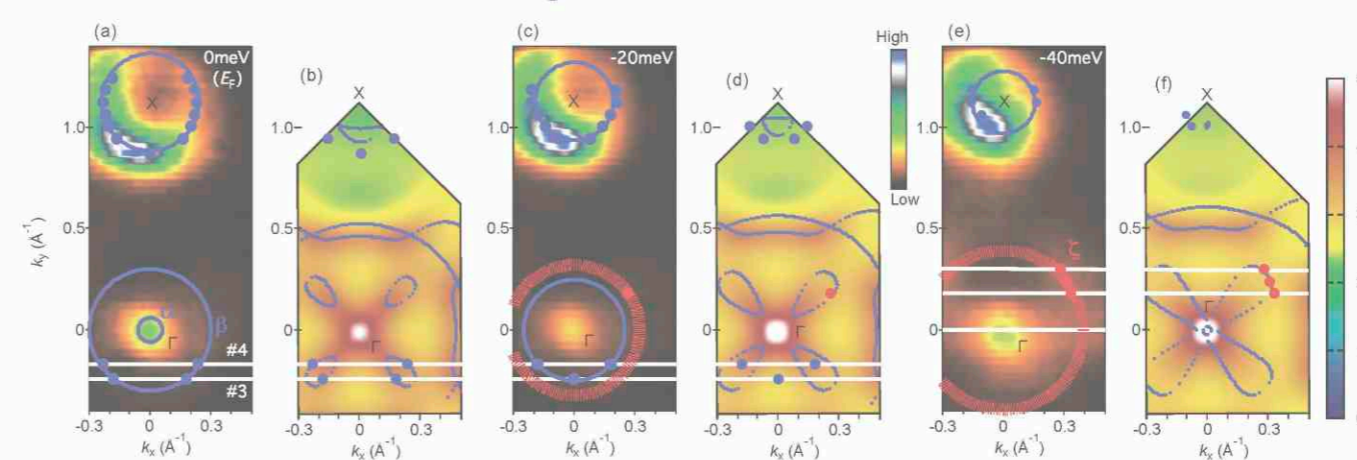 (a)
0meV
(E_F)
X
1.0
0.5
0
k_y (Å⁻¹)
α
β
Γ
#4
#3
-0.3
0
0.3
k_x (Å⁻¹)
(b)
X
1.0
0.5
0
Γ
-0.3
0
0.3
k_x (Å⁻¹)
(c)
-20meV
X
1.0
0.5
0
Γ
-0.3
0
0.3
k_x (Å⁻¹)
(d)
X
1.0
0.5
0
Γ
-0.3
0
0.3
k_x (Å⁻¹)
High
Low
(e)
-40meV
X
1.0
0.5
0
ζ
Γ
-0.3
0
0.3
k_x (Å⁻¹)
(f)
X
1.0
0.5
0
Γ
-0.3
0
0.3
k_x (Å⁻¹)